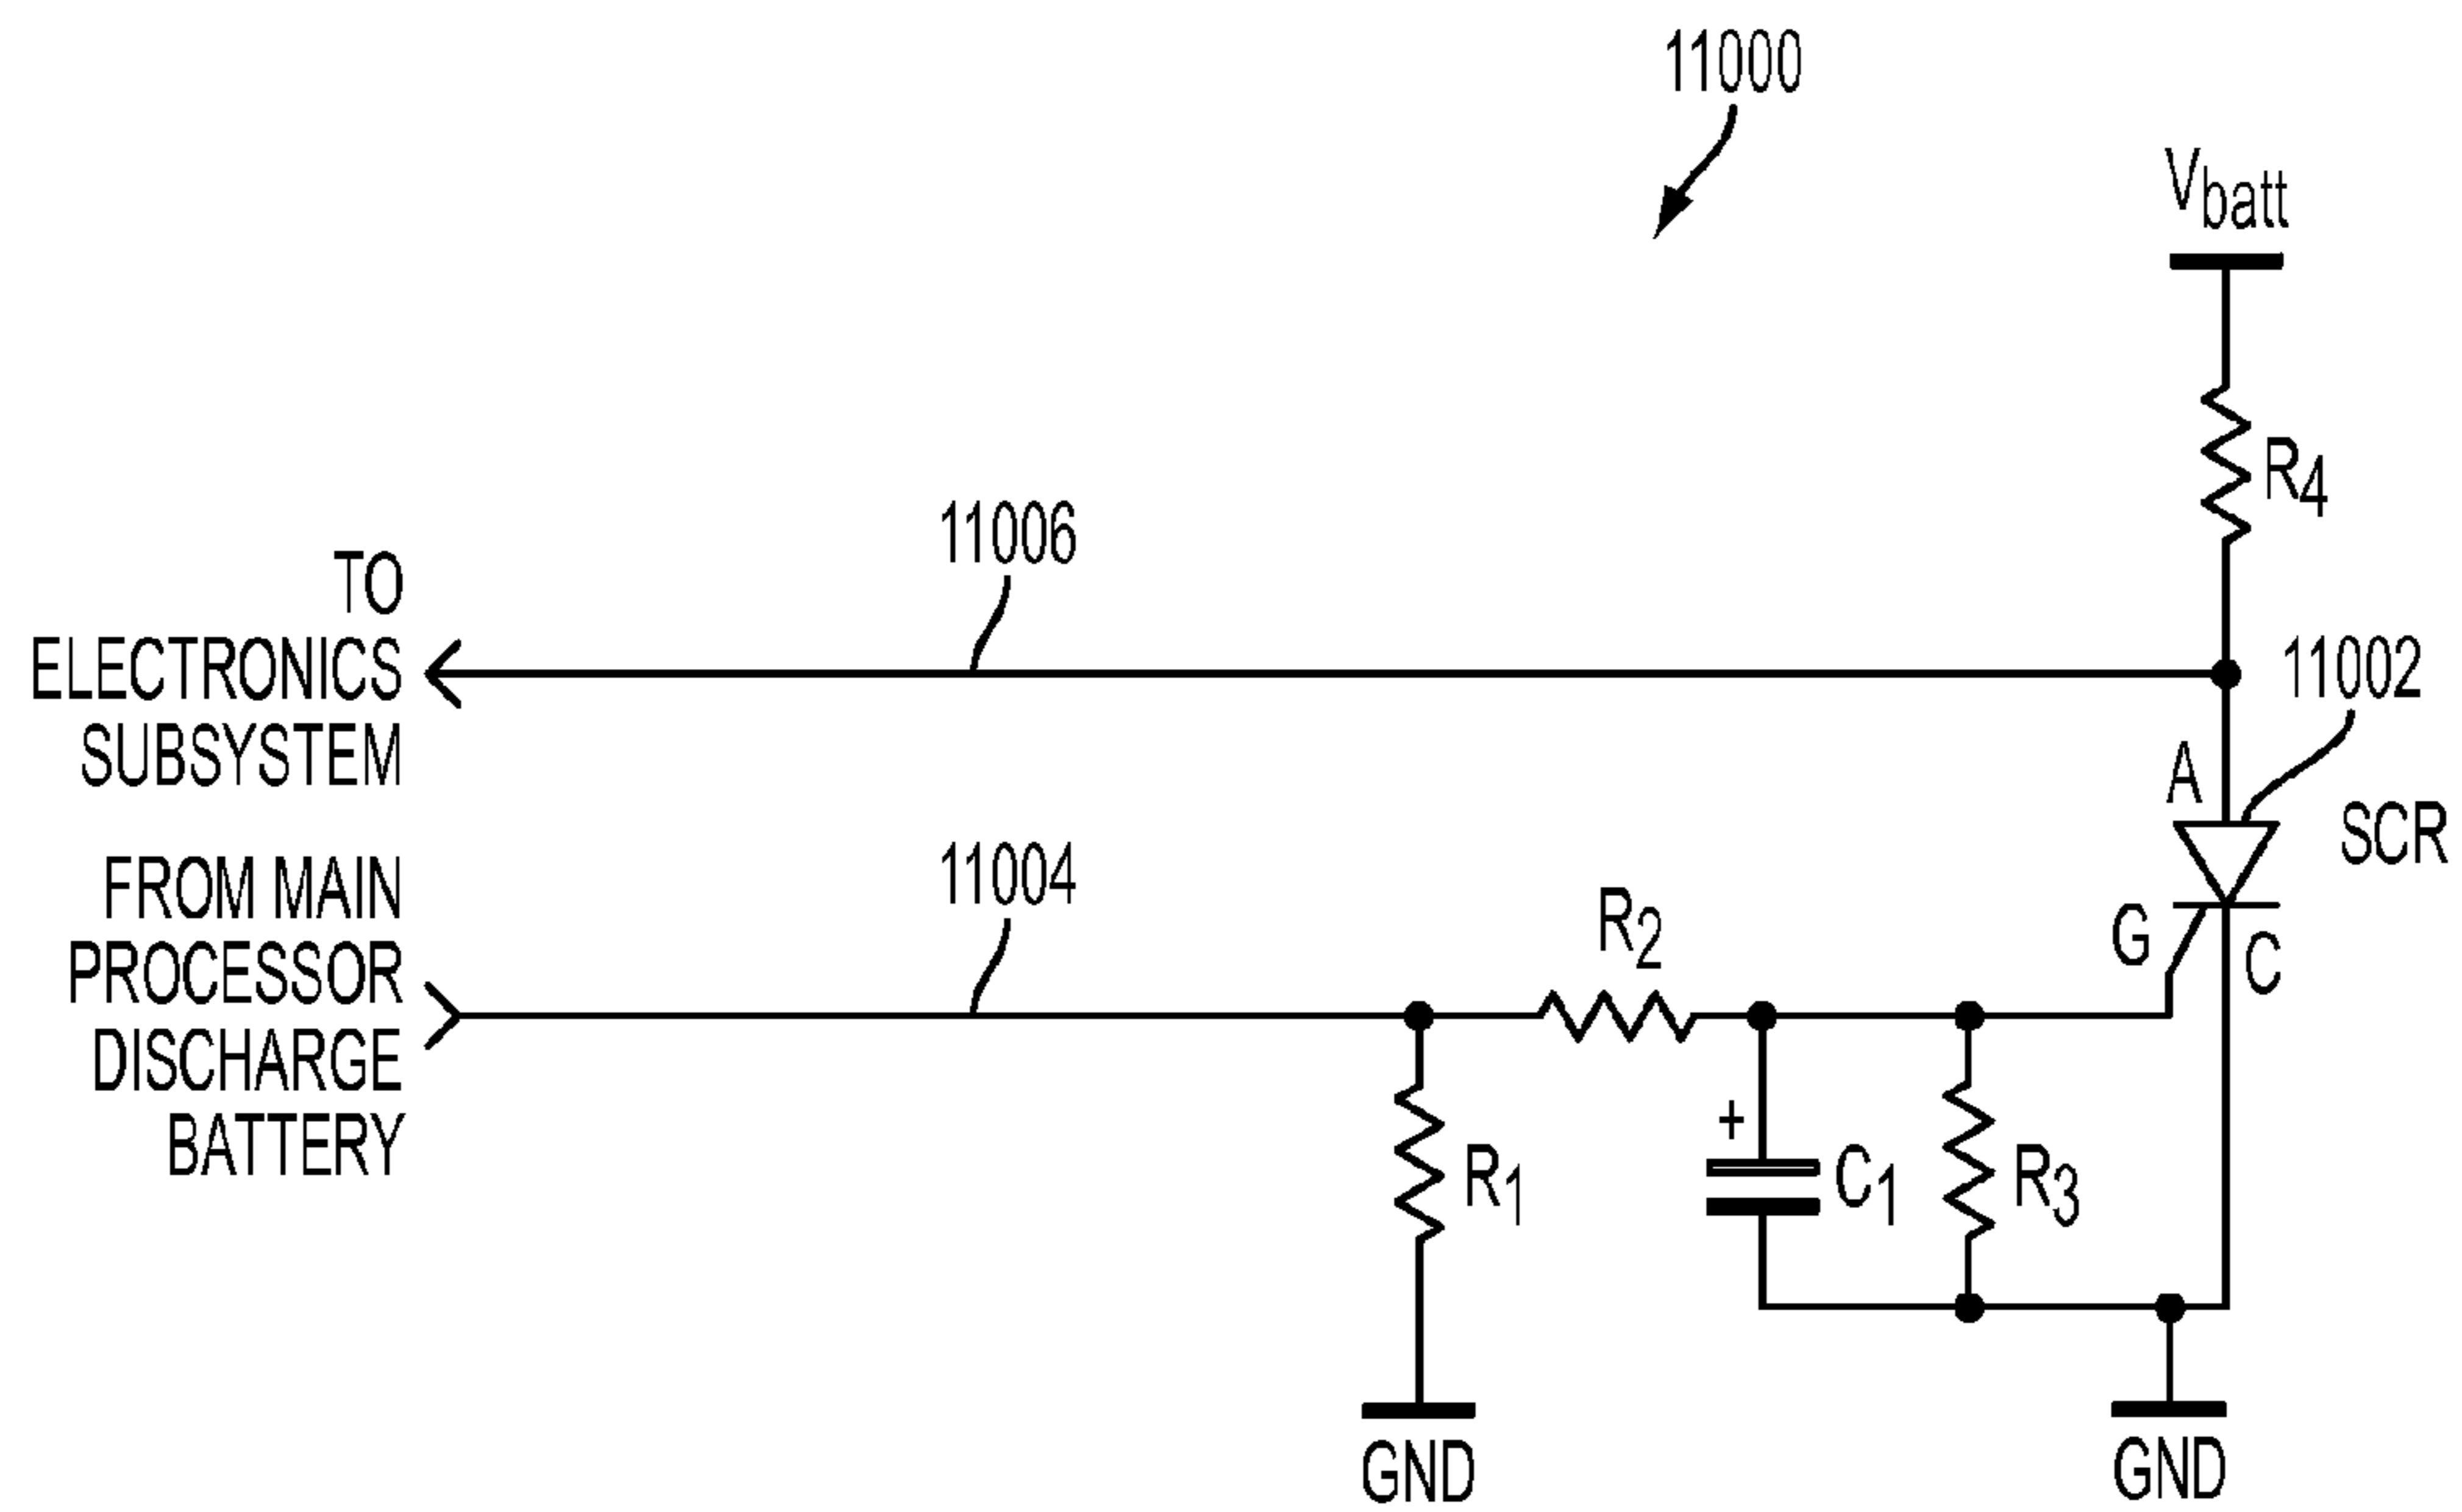 11000
Vbatt
R4
11006
TO
ELECTRONICS
SUBSYSTEM
11002
A
SCR
FROM MAIN
PROCESSOR
DISCHARGE
BATTERY
11004
R2
G
C
+
R1
C1
R3
GND
GND